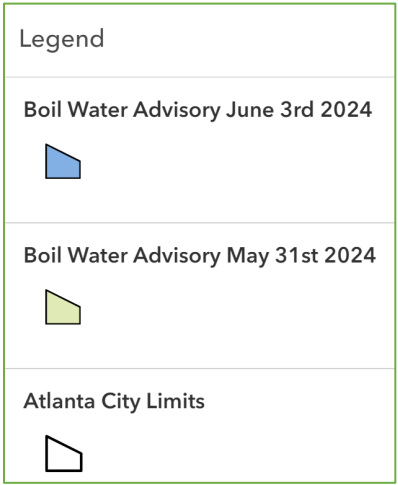 Legend
Boil Water Advisory June 3rd 2024
Boil Water Advisory May 31st 2024
Atlanta City Limits